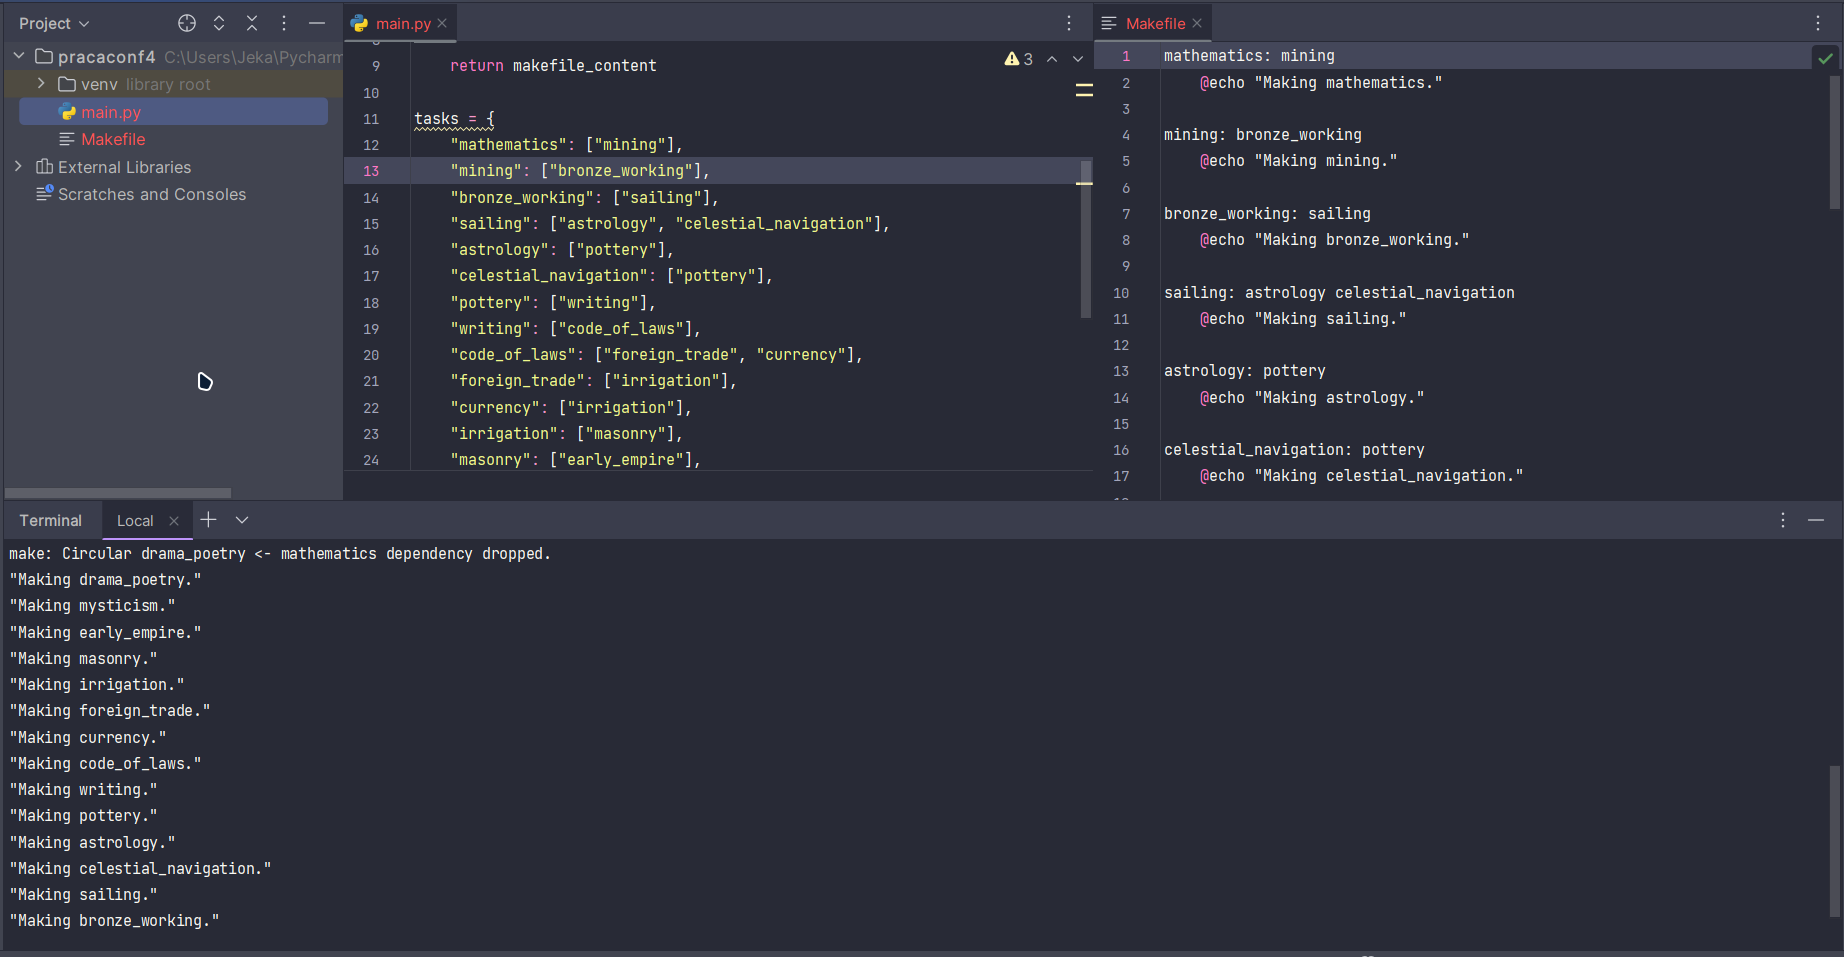 Project
pracaconf4 C:\Users\Jeka\Pycharm
venv library root
main.py
Makefile
External Libraries
Scratches and Consoles
main.py
3
9 return makefile_content
10
11 tasks = {
12 "mathematics": ["mining"],
13 "mining": ["bronze_working"],
14 "bronze_working": ["sailing"],
15 "sailing": ["astrology", "celestial_navigation"],
16 "astrology": ["pottery"],
17 "celestial_navigation": ["pottery"],
18 "pottery": ["writing"],
19 "writing": ["code_of_laws"],
20 "code_of_laws": ["foreign_trade", "currency"],
21 "foreign_trade": ["irrigation"],
22 "currency": ["irrigation"],
23 "irrigation": ["masonry"],
24 "masonry": ["early_empire"],
Makefile
1 mathematics: mining
2 @echo "Making mathematics."
3
4 mining: bronze_working
5 @echo "Making mining."
6
7 bronze_working: sailing
8 @echo "Making bronze_working."
9
10 sailing: astrology celestial_navigation
11 @echo "Making sailing."
12
13 astrology: pottery
14 @echo "Making astrology."
15
16 celestial_navigation: pottery
17 @echo "Making celestial_navigation."
Terminal Local
make: Circular drama_poetry <- mathematics dependency dropped.
"Making drama_poetry."
"Making mysticism."
"Making early_empire."
"Making masonry."
"Making irrigation."
"Making foreign_trade."
"Making currency."
"Making code_of_laws."
"Making writing."
"Making pottery."
"Making astrology."
"Making celestial_navigation."
"Making sailing."
"Making bronze_working."